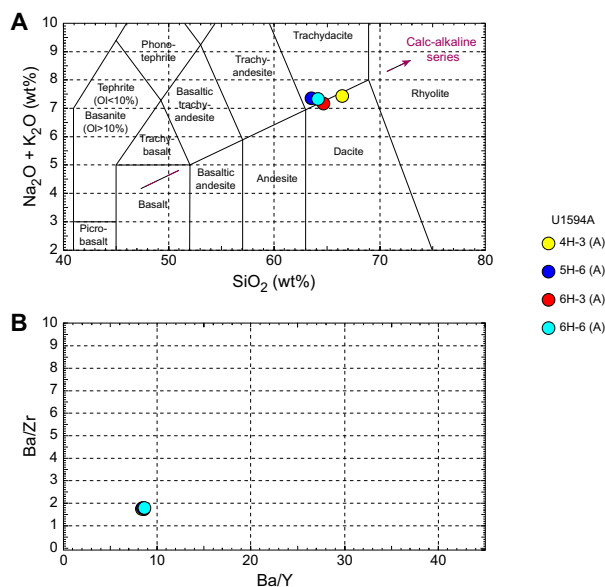 A
Na₂O + K₂O (wt%)
10
9
8
7
6
5
4
3
2
40
50
60
70
80
SiO₂ (wt%)
Phono-
tephrite
Trachydacite
Calc-alkaline
series
Trachy-
andesite
Tephrite
(Ol<10%)
Basanite
(Ol>10%)
Basaltic
trachy-
andesite
Rhyolite
Trachy-
basalt
Dacite
Basaltic
andesite
Andesite
Basalt
Picro-
basalt
U1594A
4H-3 (A)
5H-6 (A)
6H-3 (A)
6H-6 (A)
B
Ba/Zr
10
9
8
7
6
5
4
3
2
1
0
0
10
20
30
40
Ba/Y